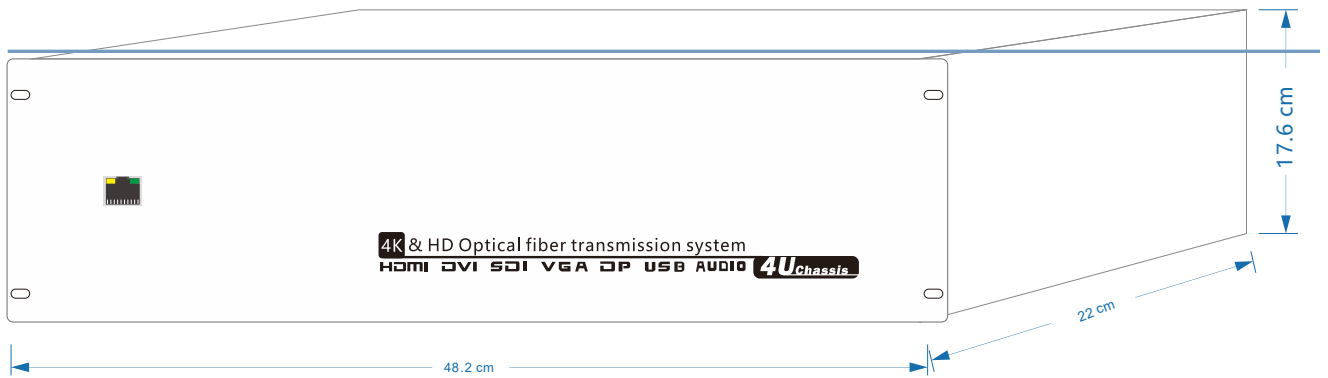 17.6 cm
4K & HD Optical fiber transmission system
HDMI DVI SDI VGA DP USB AUDIO 4U Chassis
22 cm
48.2 cm